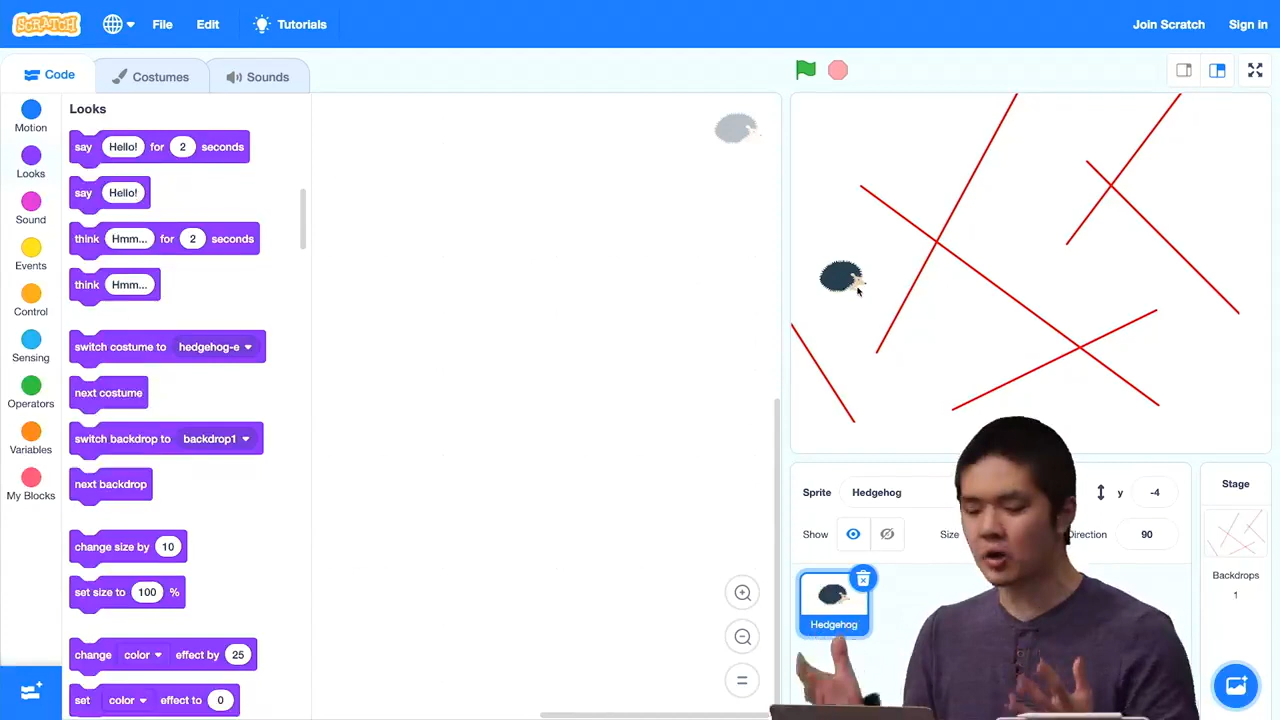 SCRATCH File Edit Tutorials Join Scratch Sign in
Code Costumes Sounds
Motion
Looks
Sound
Events
Control
Sensing
Operators
Variables
My Blocks
Looks
say Hello! for 2 seconds
say Hello!
think Hmm... for 2 seconds
think Hmm...
switch costume to hedgehog-e
next costume
switch backdrop to backdrop1
next backdrop
change size by 10
set size to 100 %
change color effect by 25
set color effect to 0
Sprite Hedgehog y -4
Show Size Direction 90
Hedgehog
Stage
Backdrops
1